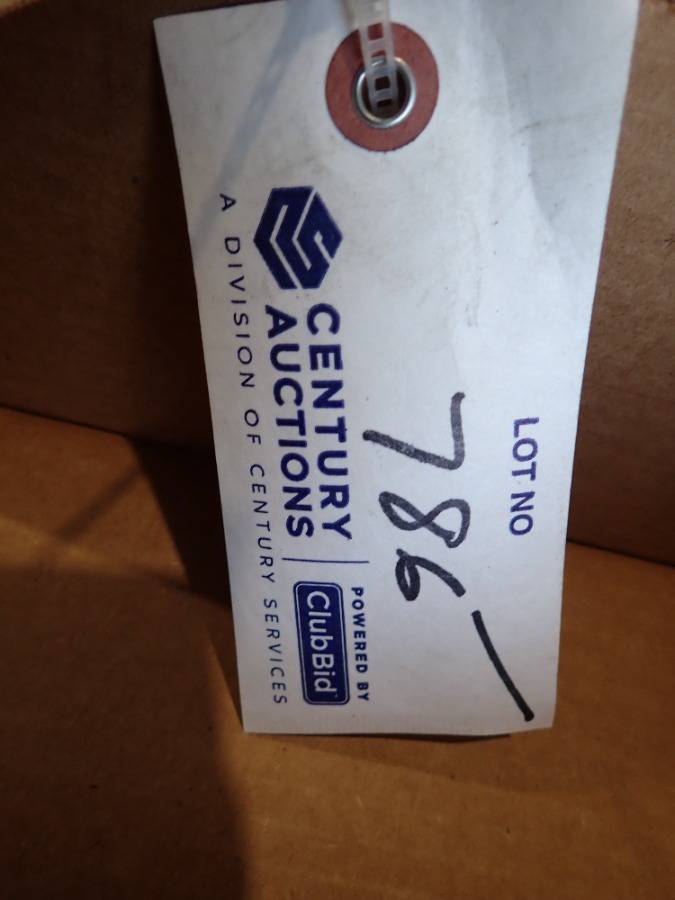 LOT NO
786
CENTURY
AUCTIONS
POWERED BY
ClubBid
A DIVISION OF CENTURY SERVICES